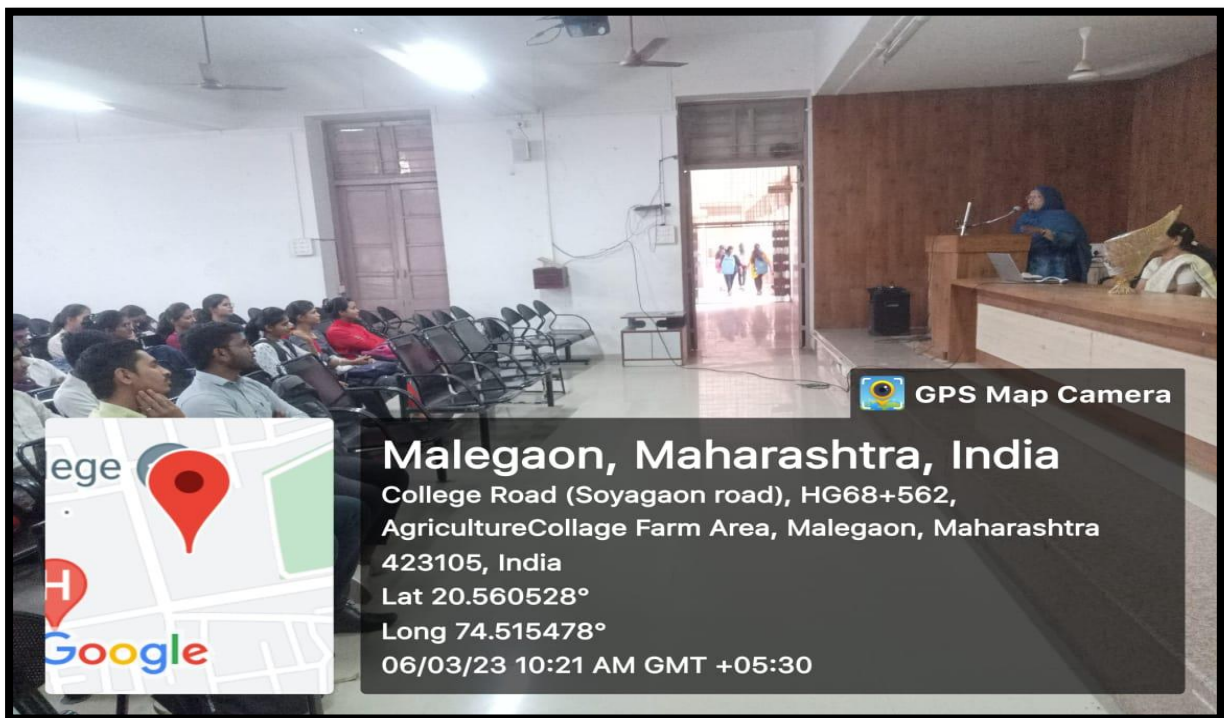 GPS Map Camera
ege
H
Google
Malegaon, Maharashtra, India
College Road (Soyagaon road), HG68+562,
AgricultureCollage Farm Area, Malegaon, Maharashtra
423105, India
Lat 20.560528°
Long 74.515478°
06/03/23 10:21 AM GMT +05:30